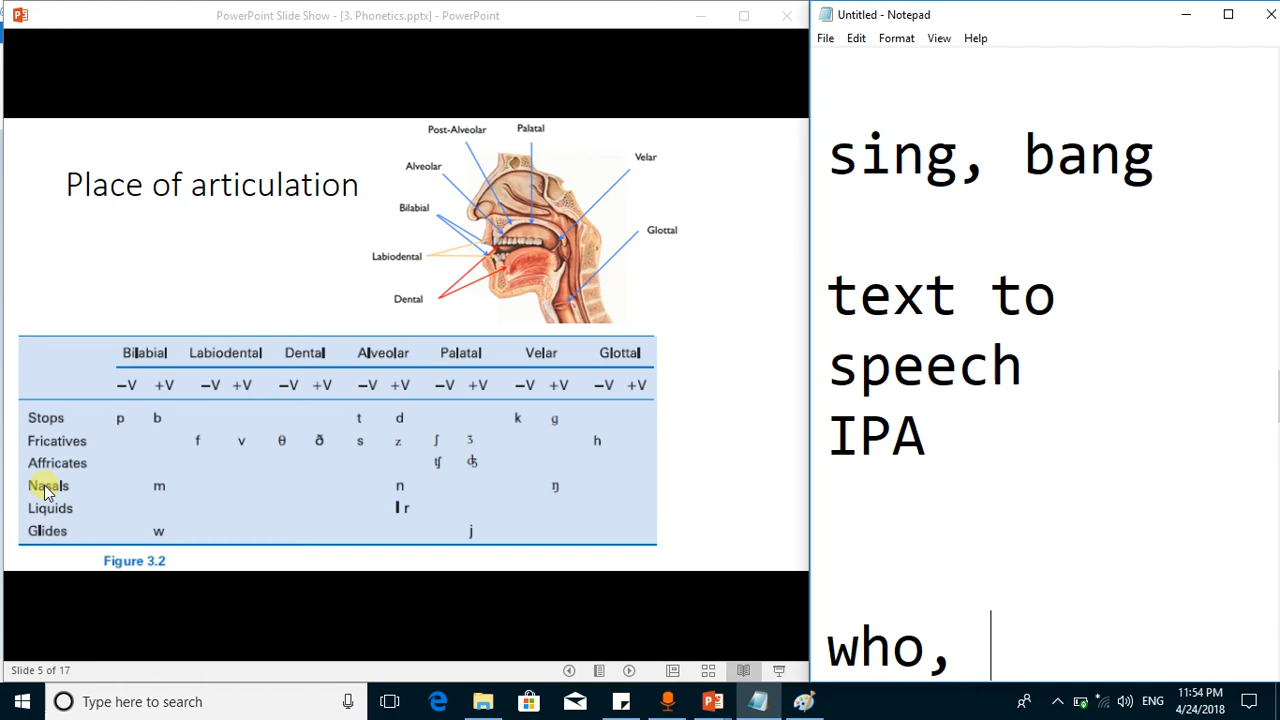 PowerPoint Slide Show - [3. Phonetics.pptx] - PowerPoint
Place of articulation
Post-Alveolar
Palatal
Alveolar
Velar
Bilabial
Glottal
Labiodental
Dental
Bilabial Labiodental Dental Alveolar Palatal Velar Glottal
–V +V –V +V –V +V –V +V –V +V –V +V –V +V
Stops p b t d k g
Fricatives f v θ ð s z ʃ ʒ h
Affricates ʧ ʤ
Nasals m n ŋ
Liquids l r
Glides w j
Figure 3.2
Slide 5 of 17
Untitled - Notepad
File Edit Format View Help
sing, bang
text to
speech
IPA
who,
Type here to search
ENG
11:54 PM
4/24/2018